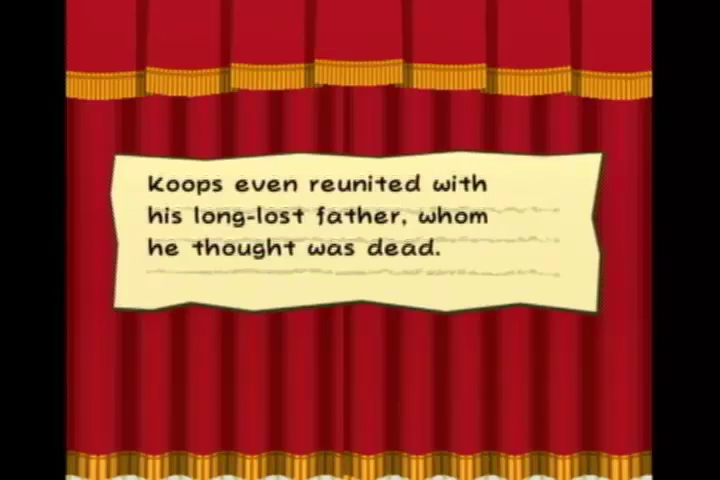 Koops even reunited with
his long-lost father, whom
he thought was dead.